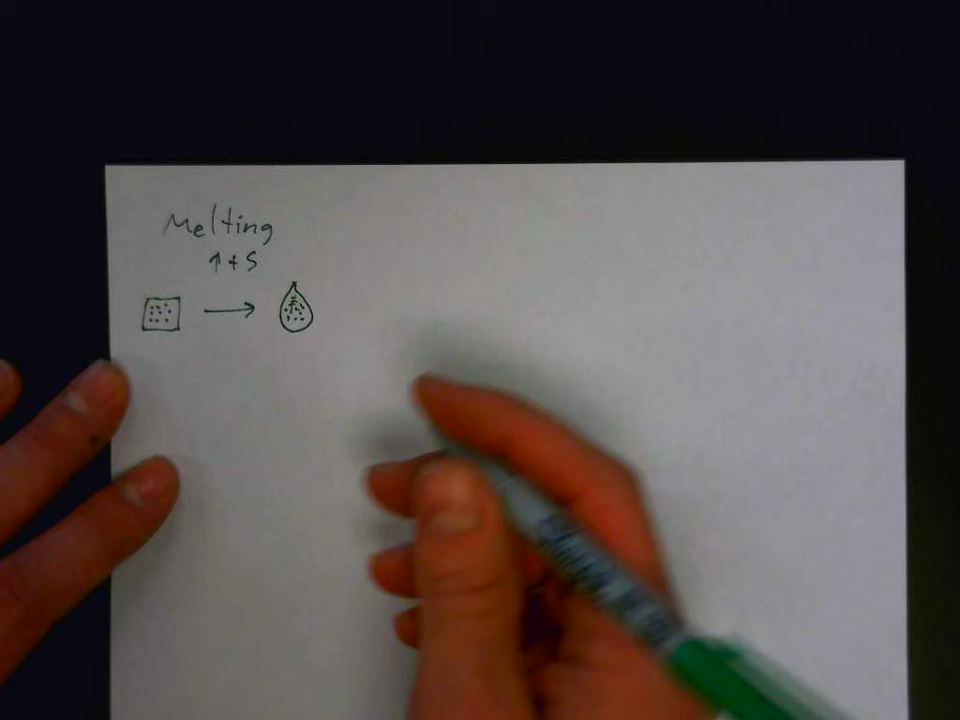 Melting
↑ + S